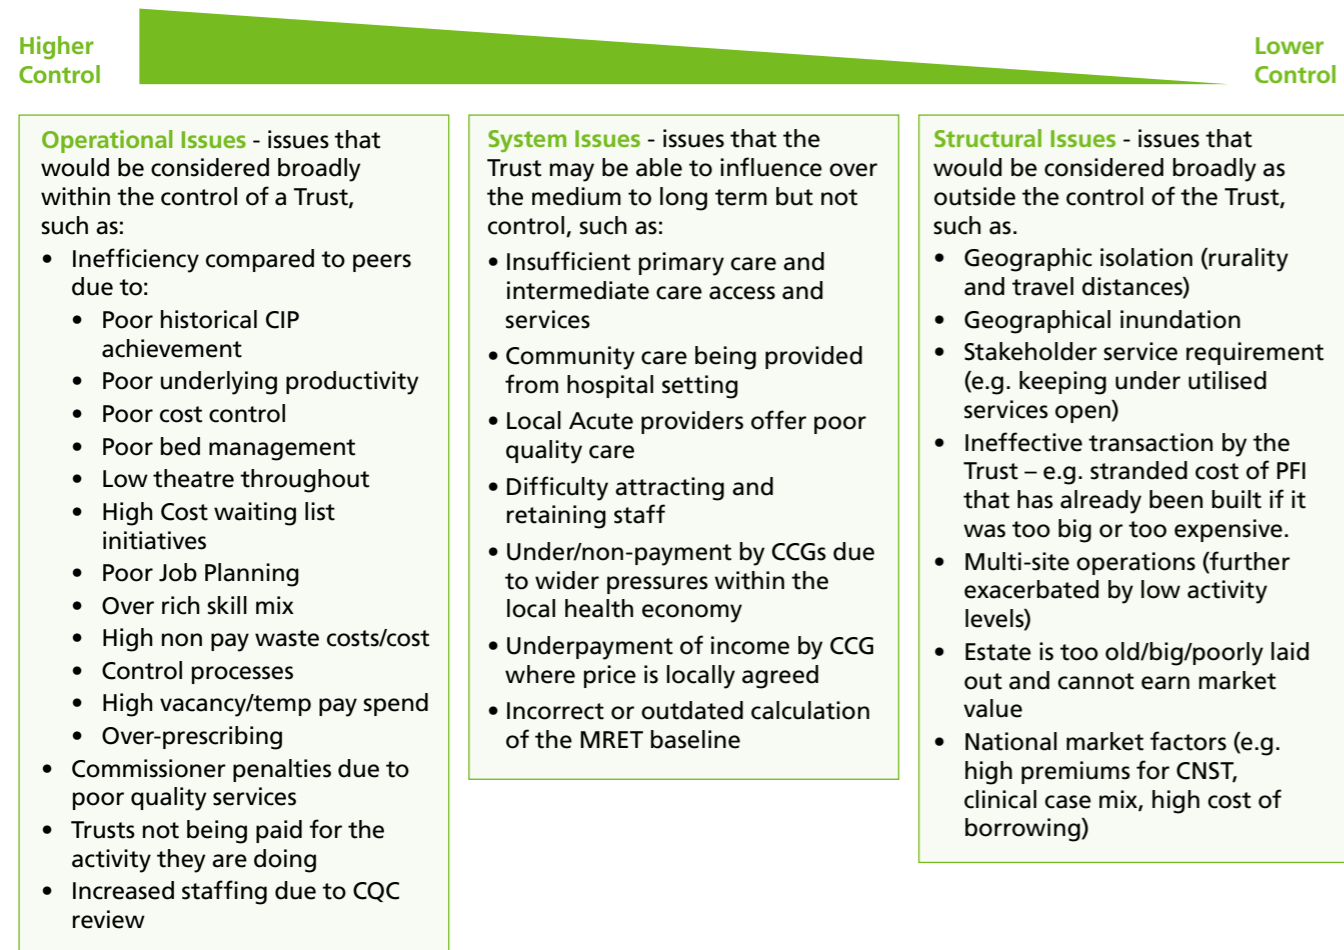 Higher
Control
Lower
Control
Operational Issues - issues that
would be considered broadly
within the control of a Trust,
such as:
• Inefficiency compared to peers
due to:
• Poor historical CIP
achievement
• Poor underlying productivity
• Poor cost control
• Poor bed management
• Low theatre throughout
• High Cost waiting list
initiatives
• Poor Job Planning
• Over rich skill mix
• High non pay waste costs/cost
• Control processes
• High vacancy/temp pay spend
• Over-prescribing
• Commissioner penalties due to
poor quality services
• Trusts not being paid for the
activity they are doing
• Increased staffing due to CQC
review
System Issues - issues that the
Trust may be able to influence over
the medium to long term but not
control, such as:
• Insufficient primary care and
intermediate care access and
services
• Community care being provided
from hospital setting
• Local Acute providers offer poor
quality care
• Difficulty attracting and
retaining staff
• Under/non-payment by CCGs due
to wider pressures within the
local health economy
• Underpayment of income by CCG
where price is locally agreed
• Incorrect or outdated calculation
of the MRET baseline
Structural Issues - issues that
would be considered broadly as
outside the control of the Trust,
such as.
• Geographic isolation (rurality
and travel distances)
• Geographical inundation
• Stakeholder service requirement
(e.g. keeping under utilised
services open)
• Ineffective transaction by the
Trust – e.g. stranded cost of PFI
that has already been built if it
was too big or too expensive.
• Multi-site operations (further
exacerbated by low activity
levels)
• Estate is too old/big/poorly laid
out and cannot earn market
value
• National market factors (e.g.
high premiums for CNST,
clinical case mix, high cost of
borrowing)